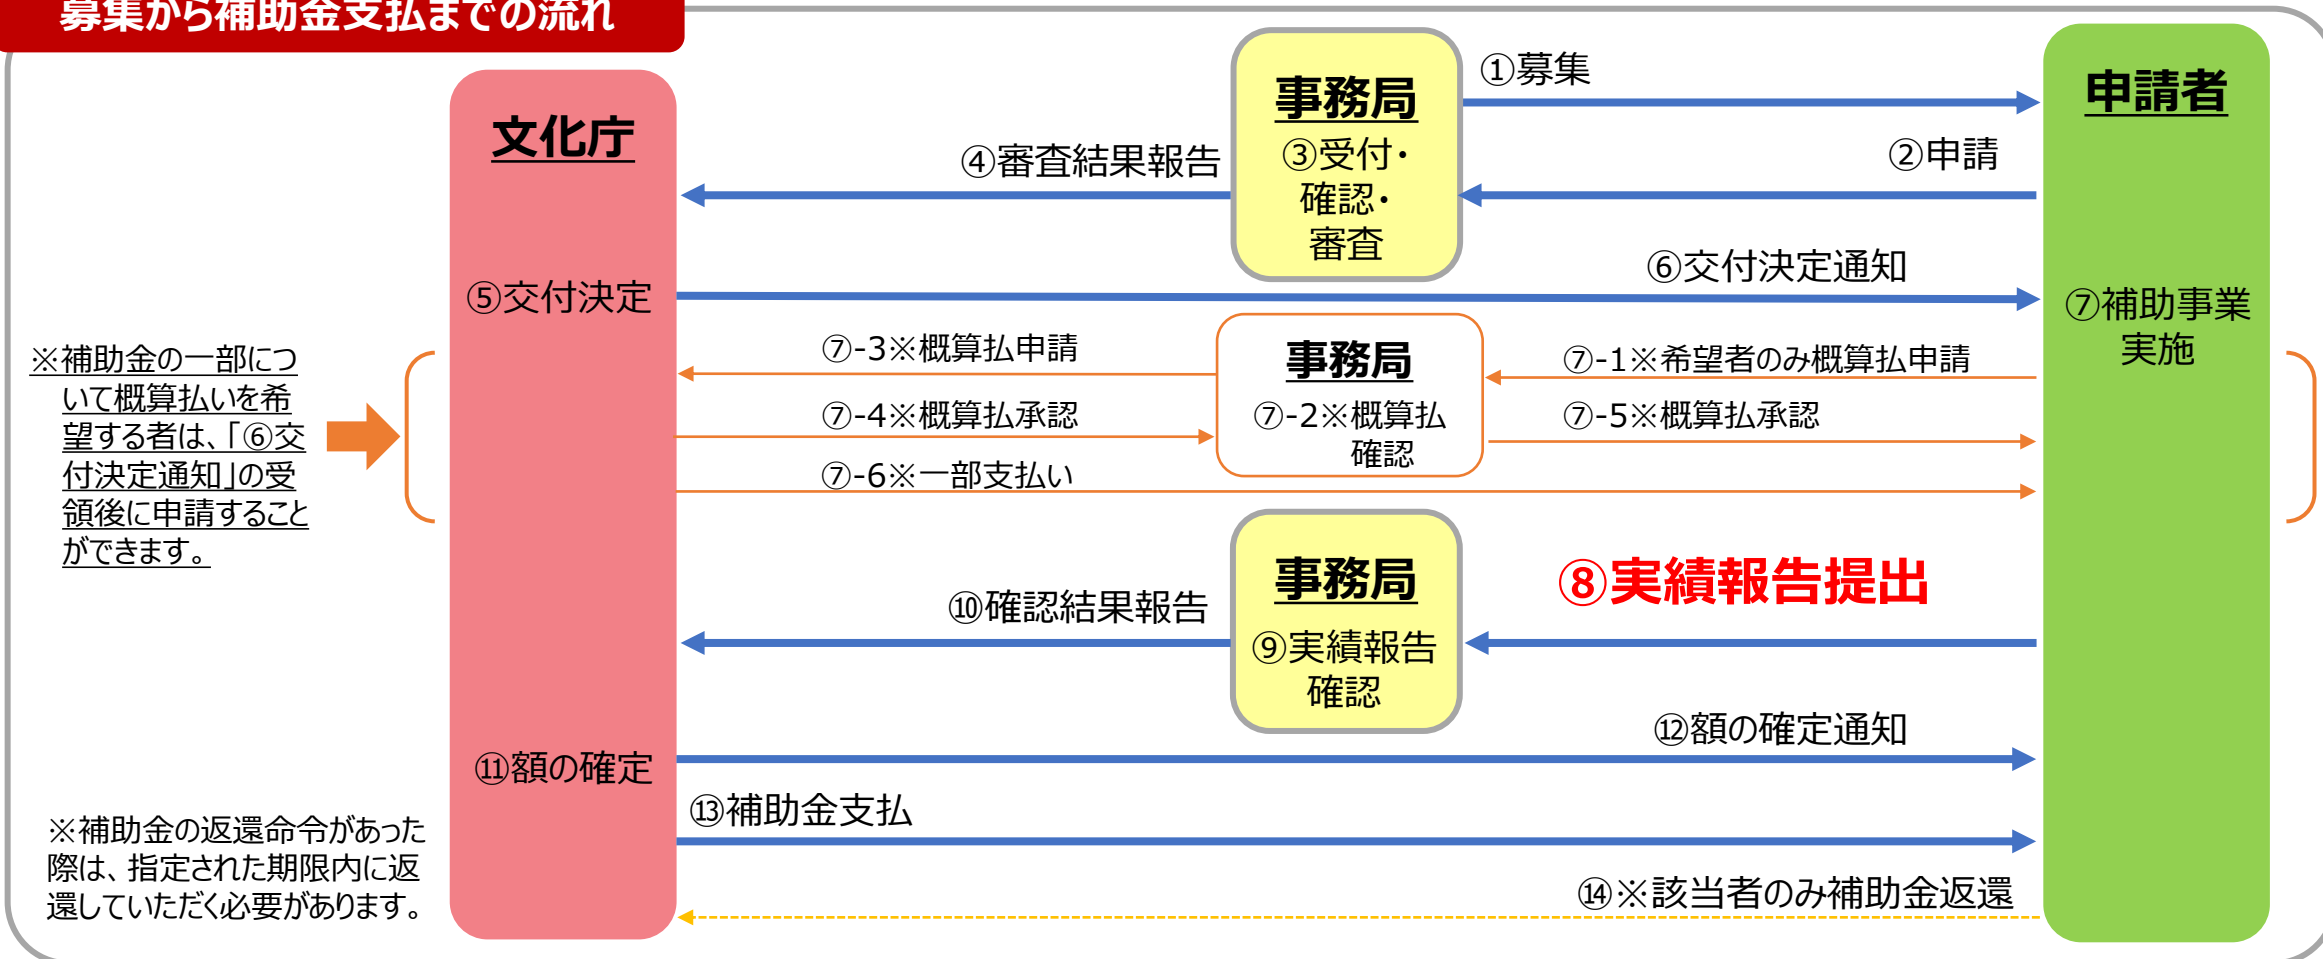 募集から補助金支払までの流れ
文化庁
事務局
申請者
①募集
②申請
③受付・
確認・
審査
④審査結果報告
⑤交付決定
⑥交付決定通知
⑦補助事業
実施
※補助金の一部につ
いて概算払いを希
望する者は、「⑥交
付決定通知」の受
領後に申請すること
ができます。
⑦-1※希望者のみ概算払申請
事務局
⑦-2※概算払
確認
⑦-3※概算払申請
⑦-4※概算払承認
⑦-5※概算払承認
⑦-6※一部支払い
⑧実績報告提出
事務局
⑨実績報告
確認
⑩確認結果報告
⑪額の確定
⑫額の確定通知
⑬補助金支払
⑭※該当者のみ補助金返還
※補助金の返還命令があった
際は、指定された期限内に返
還していただく必要があります。